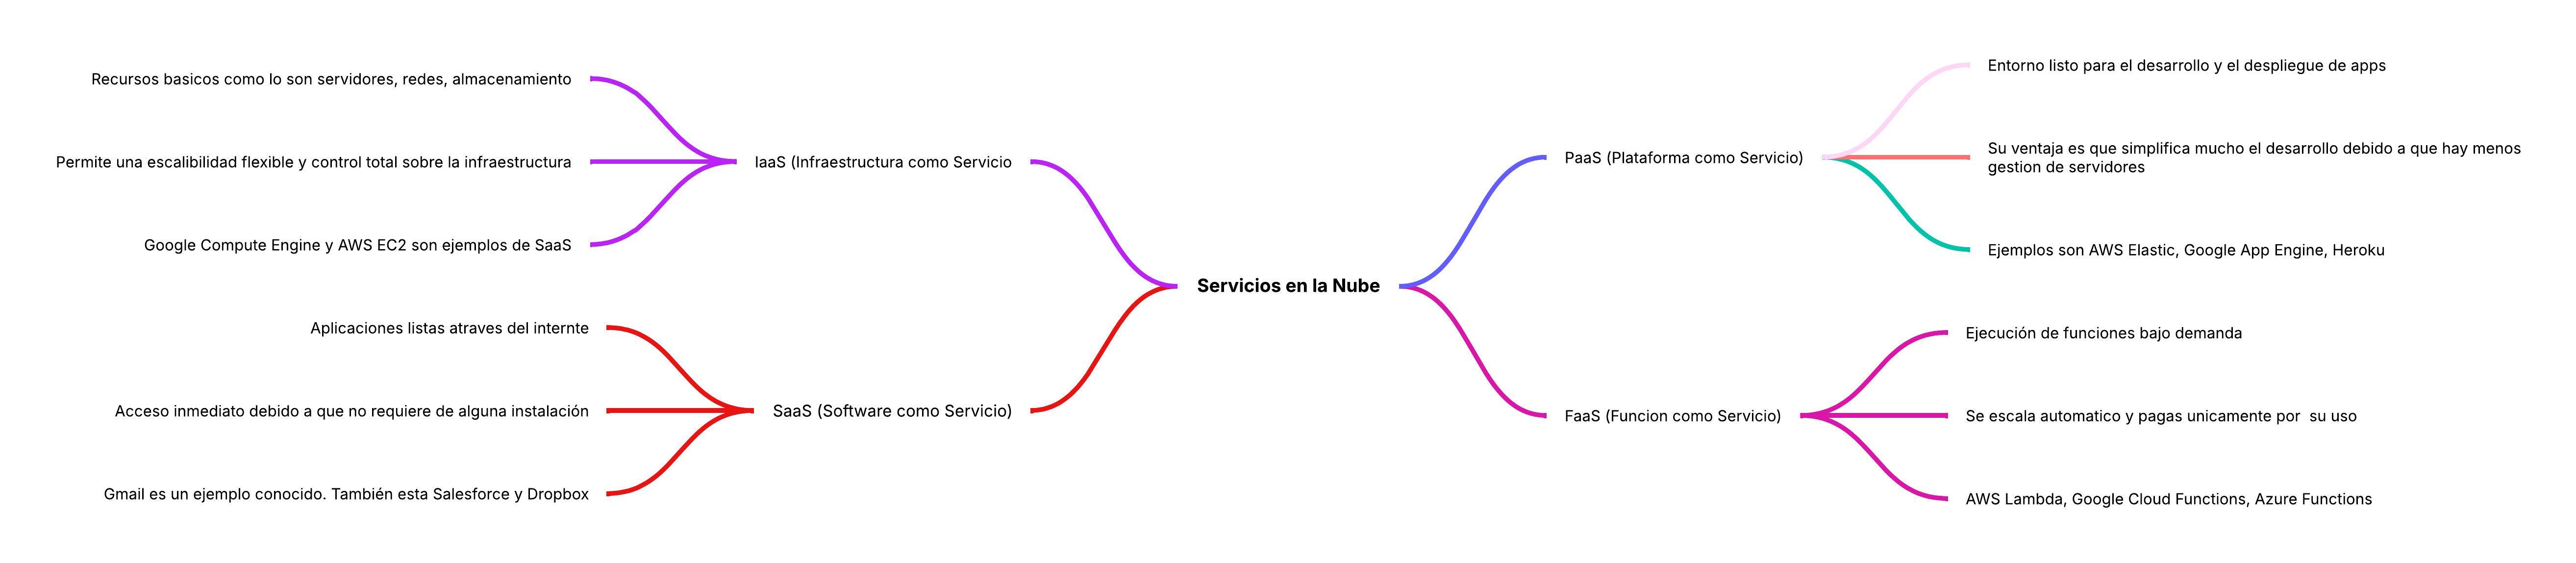 Servicios en la Nube
IaaS (Infraestructura como Servicio
Recursos basicos como lo son servidores, redes, almacenamiento
Permite una escalibilidad flexible y control total sobre la infraestructura
Google Compute Engine y AWS EC2 son ejemplos de SaaS
SaaS (Software como Servicio)
Aplicaciones listas atraves del internte
Acceso inmediato debido a que no requiere de alguna instalación
Gmail es un ejemplo conocido. También esta Salesforce y Dropbox
PaaS (Plataforma como Servicio)
Entorno listo para el desarrollo y el despliegue de apps
Su ventaja es que simplifica mucho el desarrollo debido a que hay menos
gestion de servidores
Ejemplos son AWS Elastic, Google App Engine, Heroku
FaaS (Funcion como Servicio)
Ejecución de funciones bajo demanda
Se escala automatico y pagas unicamente por  su uso
AWS Lambda, Google Cloud Functions, Azure Functions